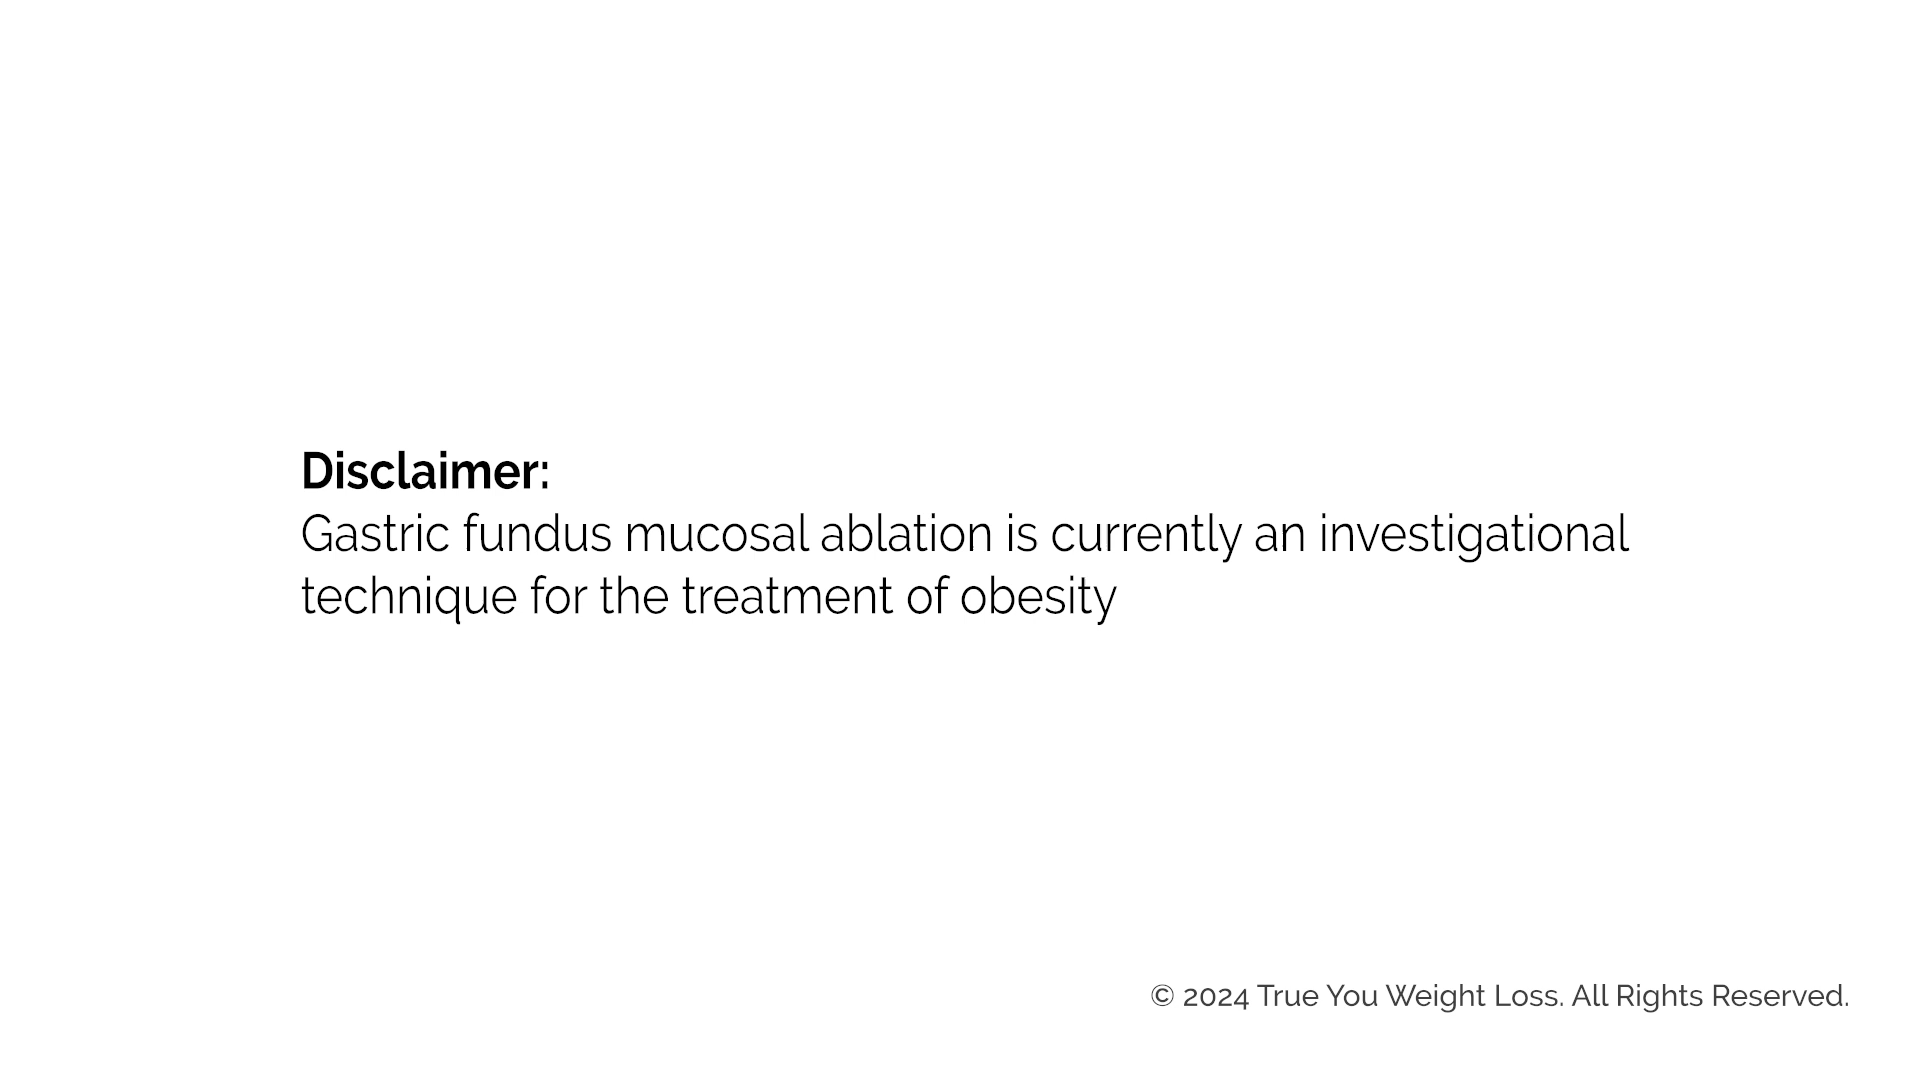 Disclaimer:
Gastric fundus mucosal ablation is currently an investigational
technique for the treatment of obesity
© 2024 True You Weight Loss. All Rights Reserved.